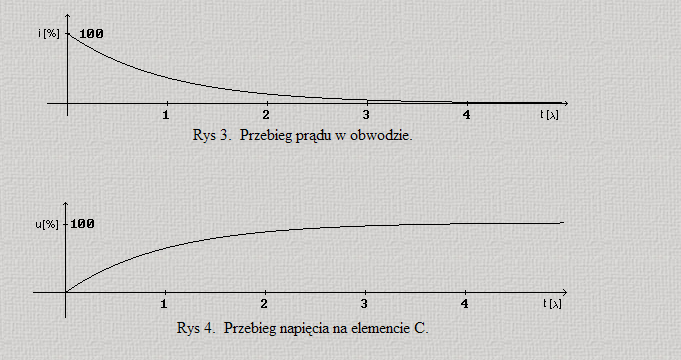 i [%] 100
1 2 3 4 t [λ]
Rys 3. Przebieg prądu w obwodzie.
u[%] 100
1 2 3 4 t [λ]
Rys 4. Przebieg napięcia na elemencie C.